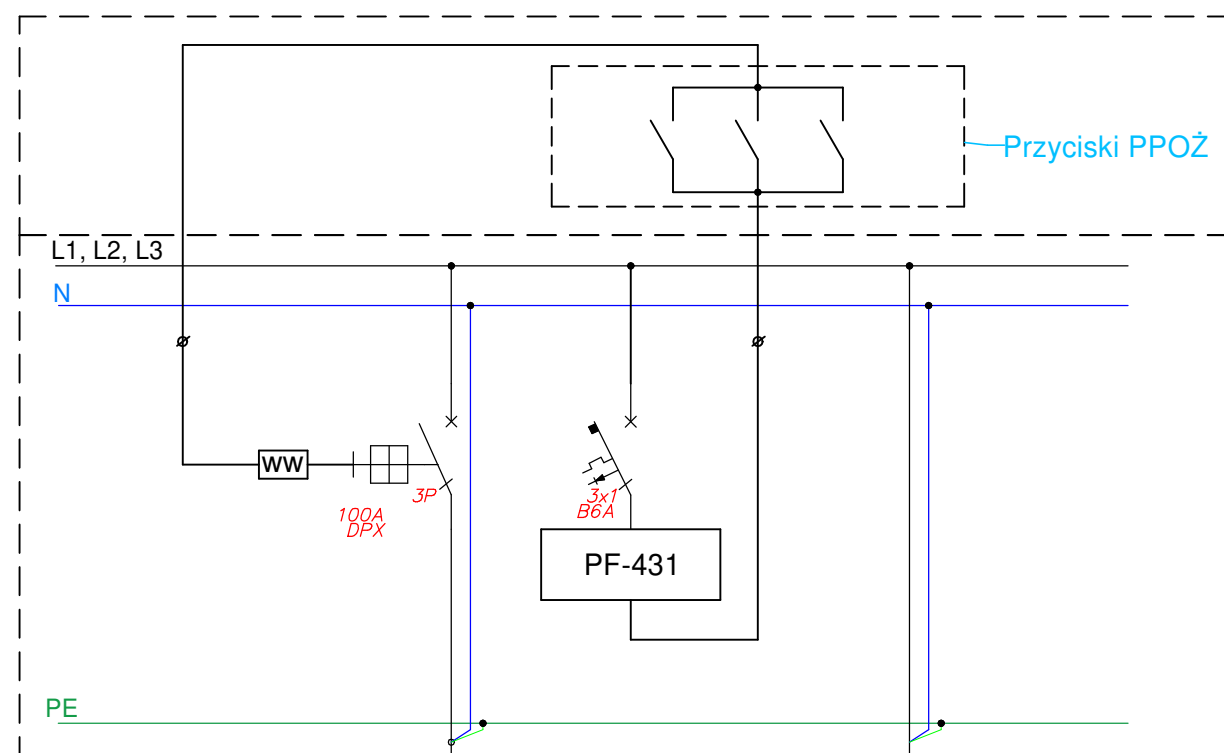 Przyciski PPOŻ
L1, L2, L3
N
WW
3P
100A
DPX
3x1
B6A
PF-431
PE